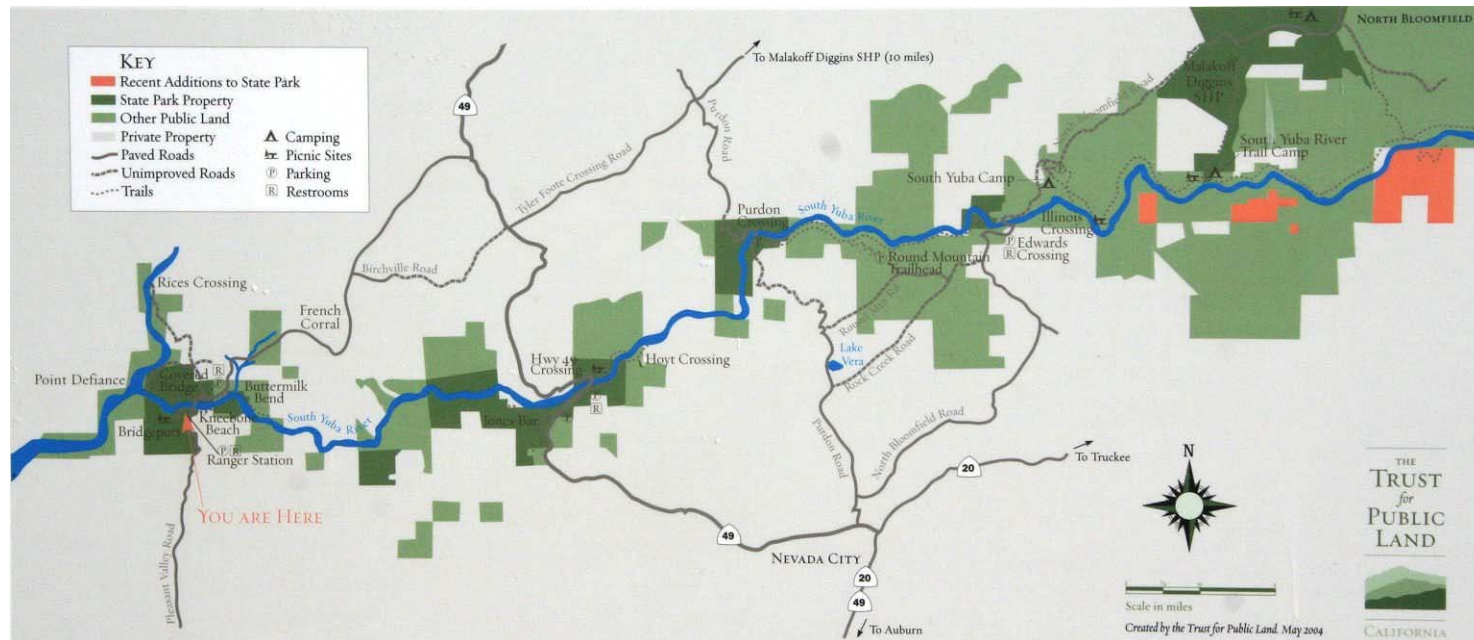 KEY
Recent Additions to State Park
State Park Property
Other Public Land
Private Property
Paved Roads
Unimproved Roads
Trails
Camping
Picnic Sites
P Parking
R Restrooms
49
To Malakoff Diggins SHP (10 miles)
Purdon Road
Tyler Foote Crossing Road
Birchville Road
NORTH BLOOMFIELD
Malakoff
Diggins
SHP
North Bloomfield Road
South Yuba River
Trail Camp
South Yuba Camp
Purdon
Crossing
South Yuba River
Illinois
Crossing
P
R
Edwards
Crossing
P
Round Mountain
Trailhead
Rock Creek Road
Lake
Vera
Rices Crossing
French
Corral
Hwy 49
Crossing
Hoyt Crossing
P
R
Jones Bar
Point Defiance
Covered
Bridge
R
P
Buttermilk
Bend
Kneebone
Beach
Bridgeport
P R
Ranger Station
South Yuba River
YOU ARE HERE
Pleasant Valley Road
Purdon Road
North Bloomfield Road
20
To Truckee
49
NEVADA CITY
20
49
To Auburn
N
Scale in miles
Created by the Trust for Public Land. May 2004
THE
TRUST
for
PUBLIC
LAND
CALIFORNIA